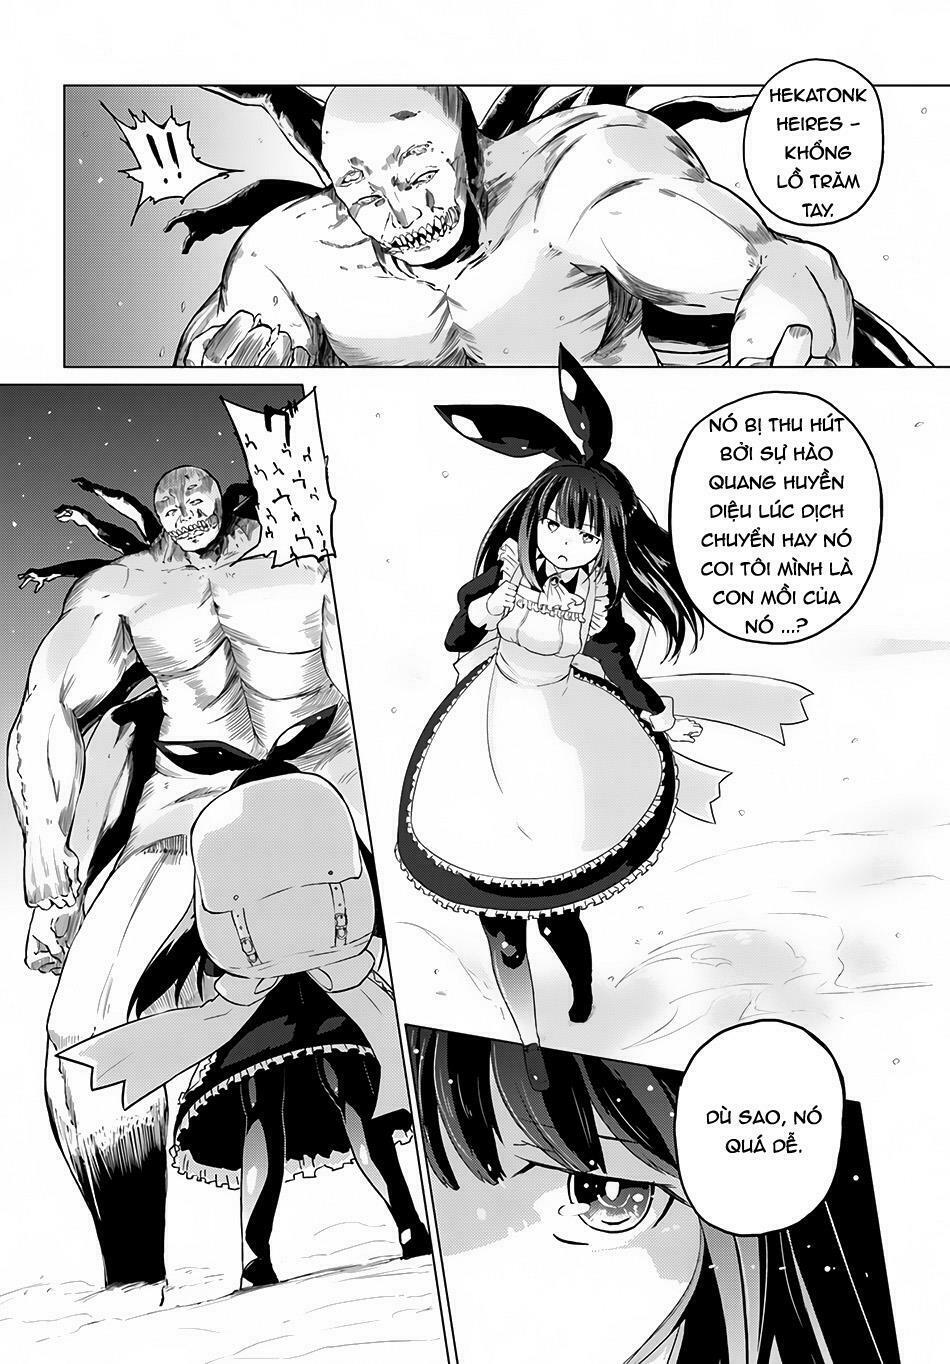 HEKATONK
HEIRES –
KHỔNG
LỒ TRĂM
TAY.
!!
NÓ BỊ THU HÚT
BỞI SỰ HÀO
QUANG HUYỀN
DIỆU LÚC DỊCH
CHUYỂN HAY NÓ
COI TÔI MÌNH LÀ
CON MỒI CỦA
NÓ ...?
DÙ SAO, NÓ
QUÁ DỄ.